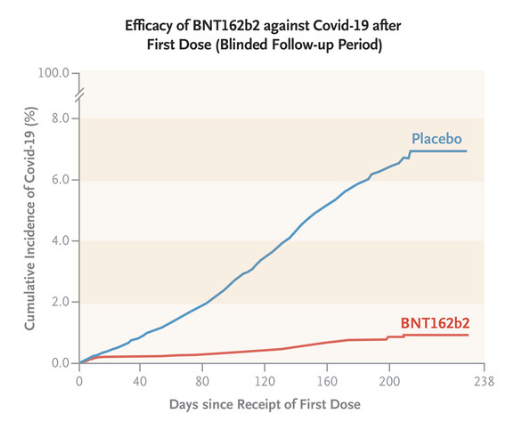 Efficacy of BNT162b2 against Covid-19 after
First Dose (Blinded Follow-up Period)
100.0
8.0
6.0
4.0
2.0
0.0
Cumulative Incidence of Covid-19 (%)
Placebo
BNT162b2
0 40 80 120 160 200 238
Days since Receipt of First Dose